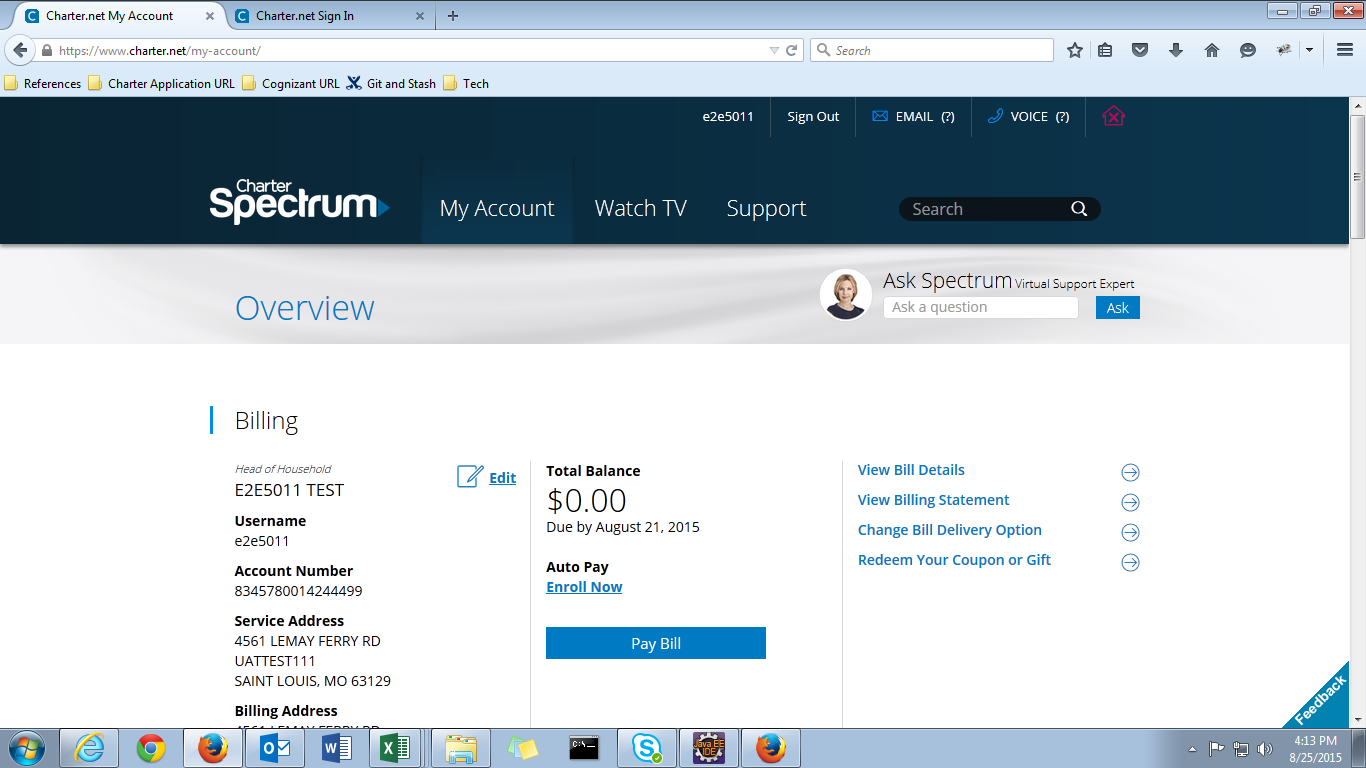 Charter.net My Account
Charter.net Sign In
https://www.charter.net/my-account/
Search
References
Charter Application URL
Cognizant URL
Git and Stash
Tech
e2e5011
Sign Out
EMAIL (?)
VOICE (?)
Charter
Spectrum
My Account
Watch TV
Support
Search
Overview
Ask Spectrum Virtual Support Expert
Ask a question
Ask
Billing
Head of Household
E2E5011 TEST
Edit
Username
e2e5011
Account Number
8345780014244499
Service Address
4561 LEMAY FERRY RD
UATTEST111
SAINT LOUIS, MO 63129
Billing Address
4561 LEMAY FERRY RD
Total Balance
$0.00
Due by August 21, 2015
Auto Pay
Enroll Now
Pay Bill
View Bill Details
View Billing Statement
Change Bill Delivery Option
Redeem Your Coupon or Gift
Feedback
Java EE
IDE
4:13 PM
8/25/2015